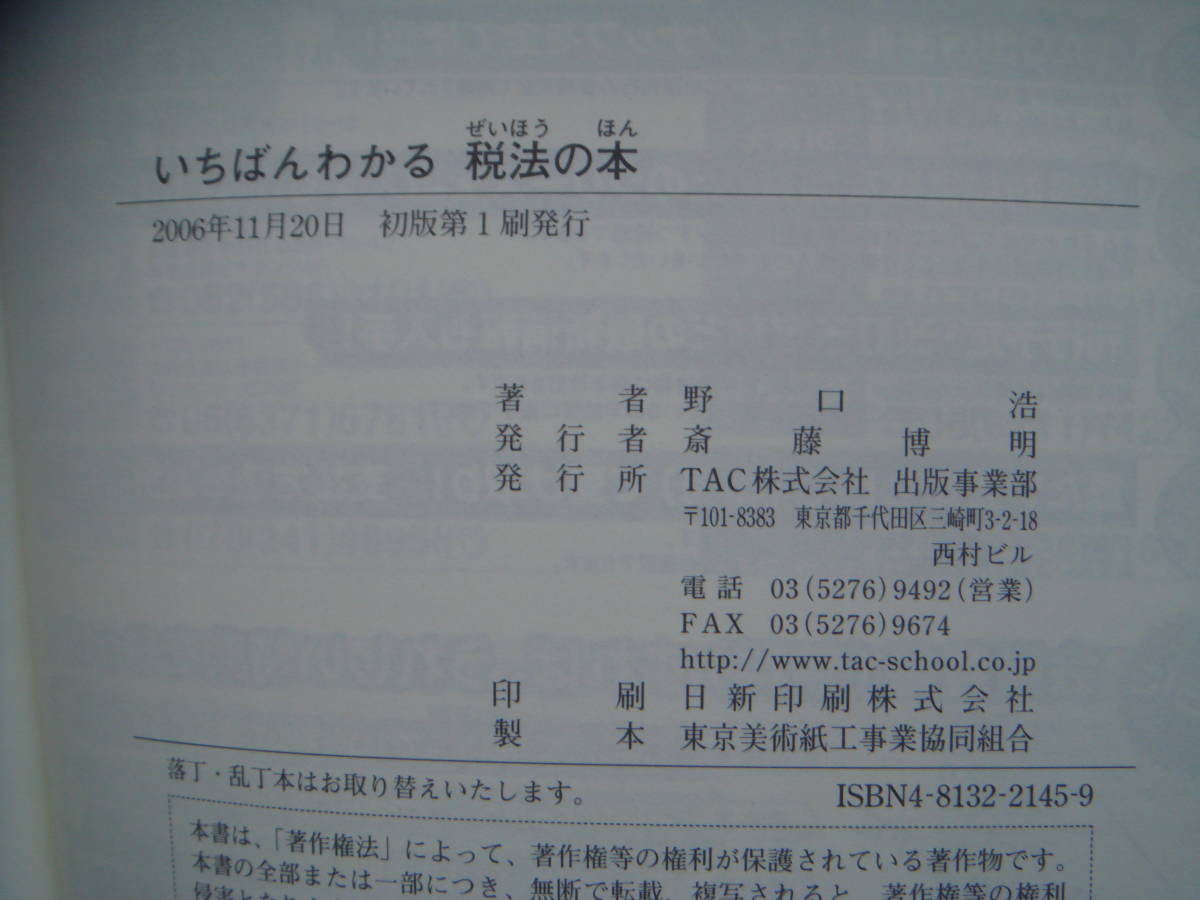 ぜいほう ほん
いちばんわかる 税法の本
2006年11月20日 初版第1刷発行
著者 野口浩
発行者 斎藤博明
発行所 TAC株式会社 出版事業部
〒101-8383 東京都千代田区三崎町3-2-18
西村ビル
電話 03(5276)9492(営業)
FAX 03(5276)9674
http://www.tac-school.co.jp
印刷 日新印刷株式会社
製本 東京美術紙工事業協同組合
落丁・乱丁本はお取り替えいたします。 ISBN4-8132-2145-9
本書は、「著作権法」によって、著作権等の権利が保護されている著作物です。
本書の全部または一部につき、無断で転載、複写されると、著作権等の権利